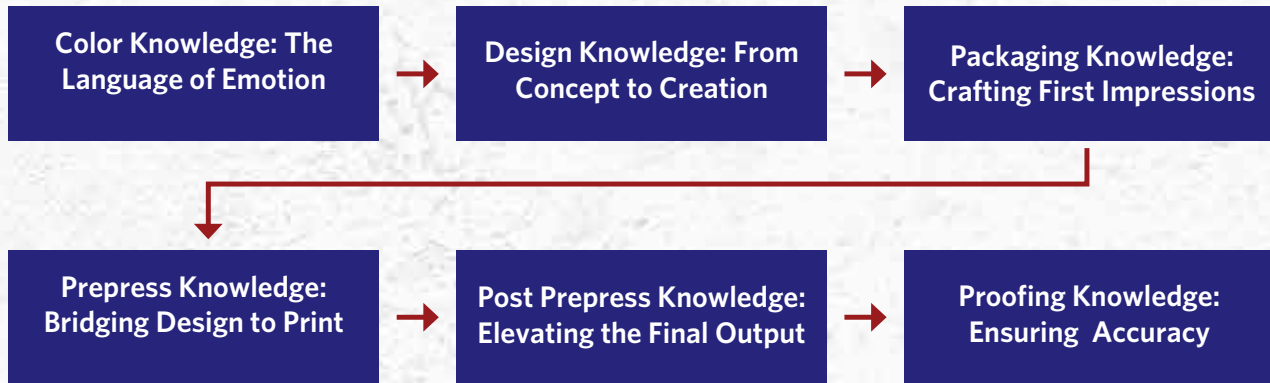 Color Knowledge: The
Language of Emotion
Design Knowledge: From
Concept to Creation
Packaging Knowledge:
Crafting First Impressions
Prepress Knowledge:
Bridging Design to Print
Post Prepress Knowledge:
Elevating the Final Output
Proofing Knowledge:
Ensuring  Accuracy